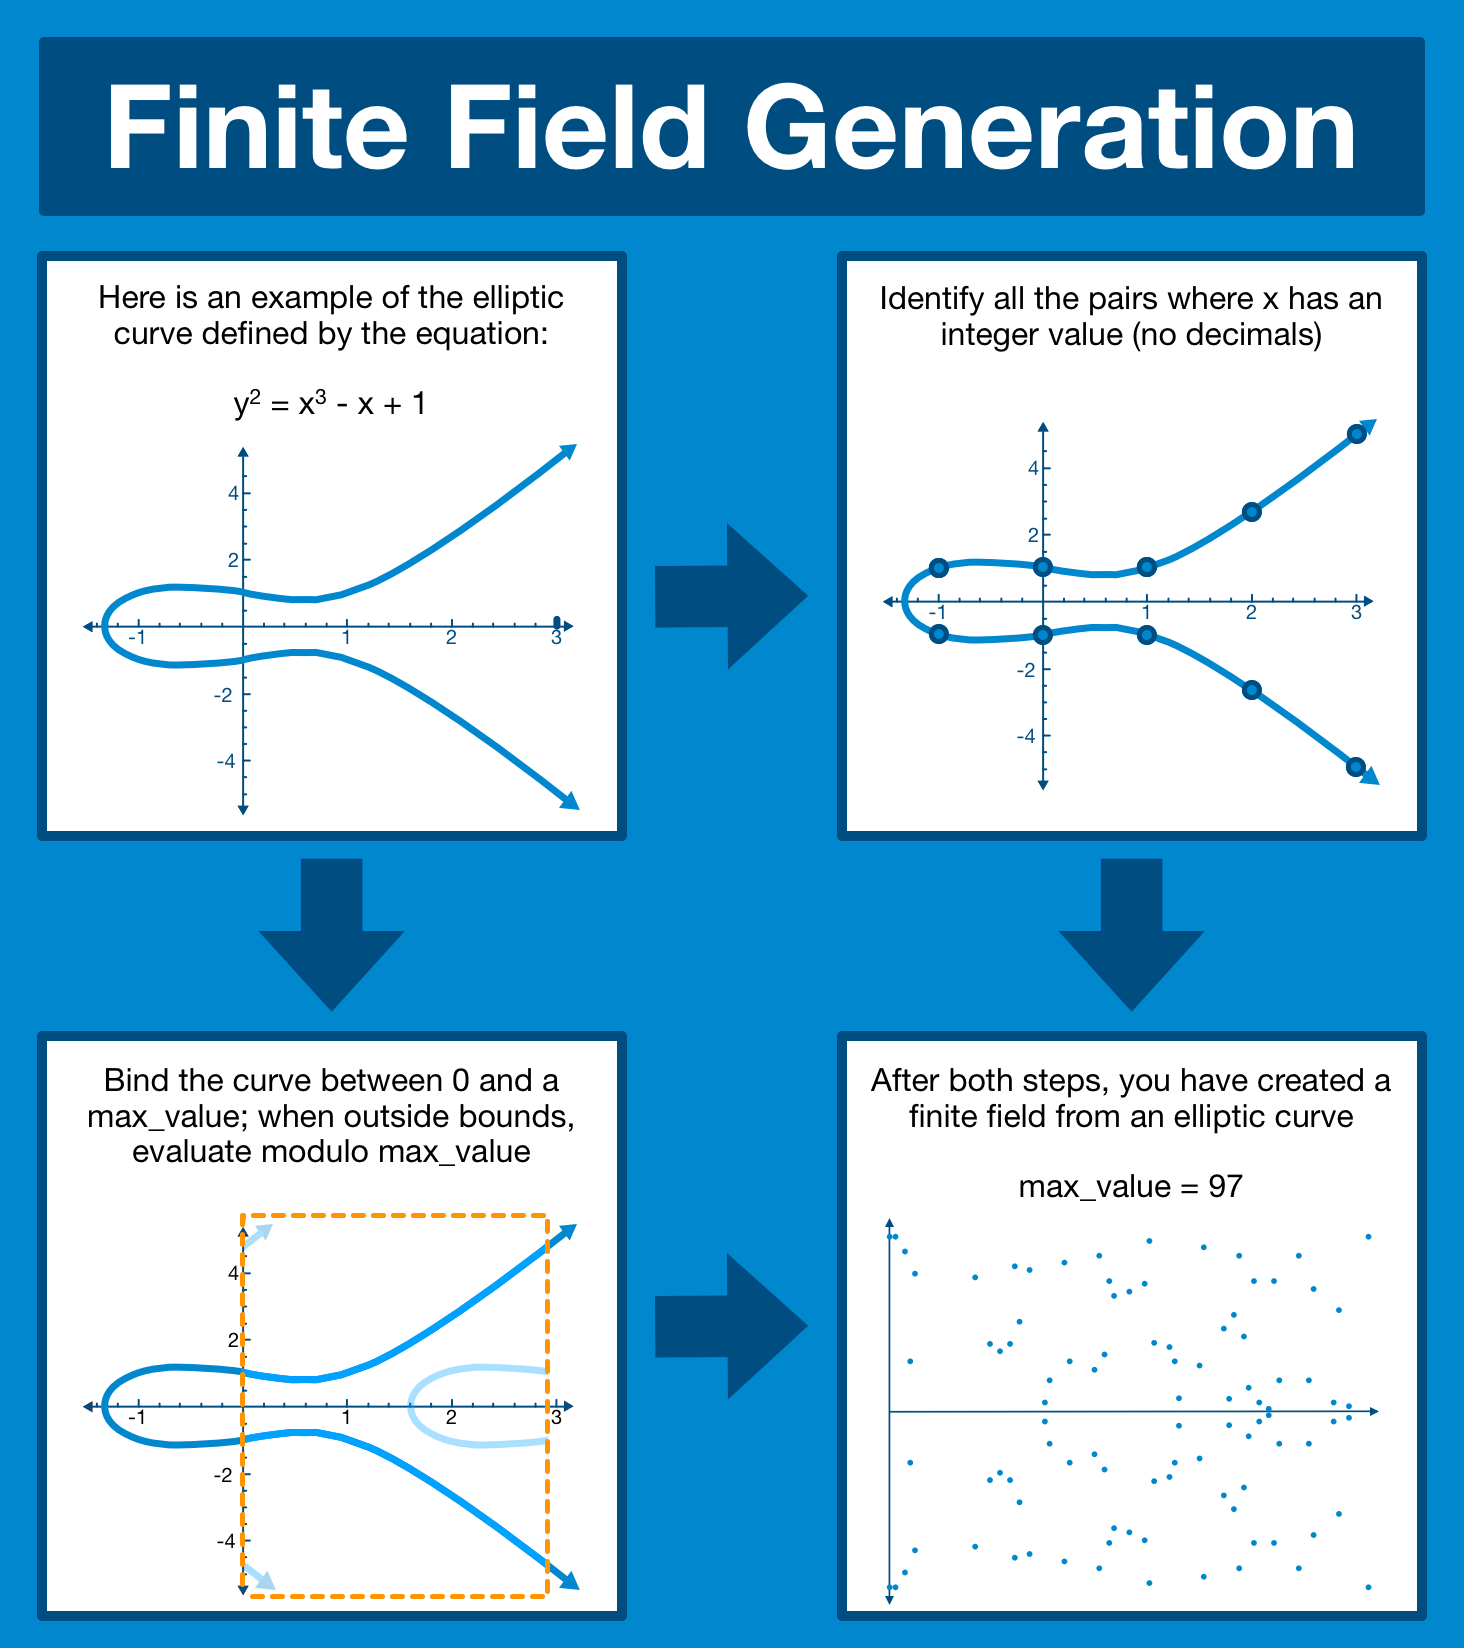 Finite Field Generation
Here is an example of the elliptic
curve defined by the equation:
y² = x³ - x + 1
4
2
-1
1
2
3
-2
-4
Identify all the pairs where x has an
integer value (no decimals)
4
2
-1
1
2
3
-2
-4
Bind the curve between 0 and a
max_value; when outside bounds,
evaluate modulo max_value
4
2
-1
1
2
3
-2
-4
After both steps, you have created a
finite field from an elliptic curve
max_value = 97